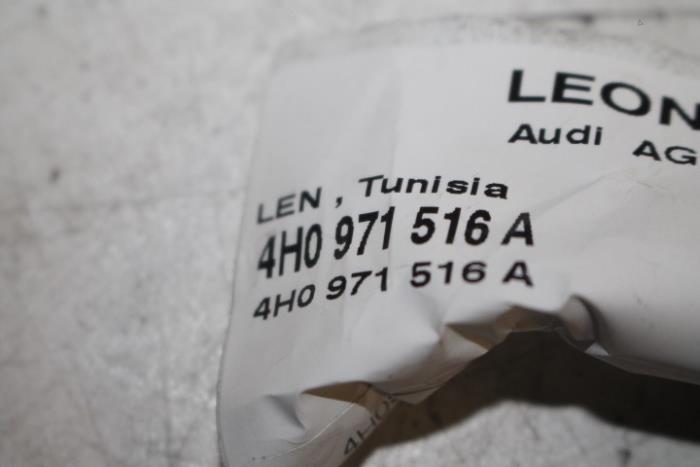 LEON
Audi AG
LEN, Tunisia
4H0 971 516 A
4H0 971 516 A